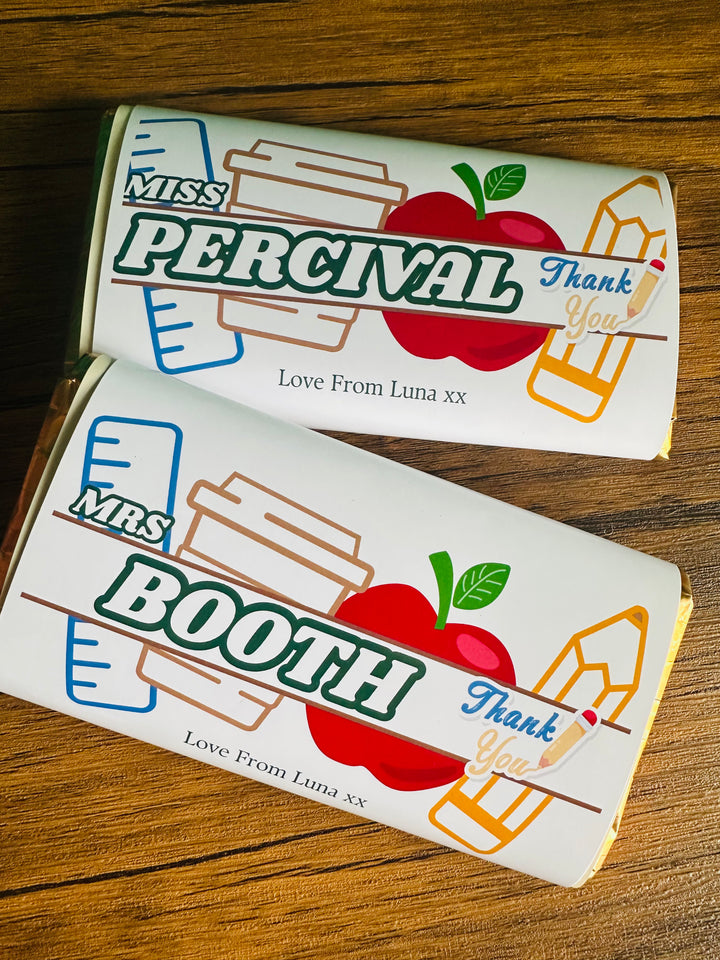 MISS
PERCIVAL
Thank
You
Love From Luna xx
MRS
BOOTH
Thank
You
Love From Luna xx